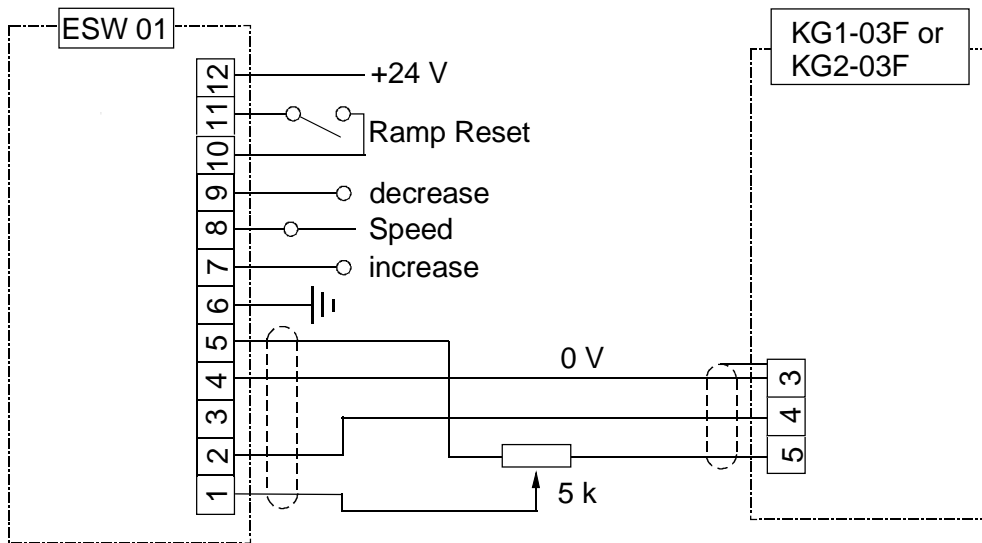 ESW 01
KG1-03F or
KG2-03F
12
+24 V
11
Ramp Reset
10
9
decrease
8
Speed
7
increase
6
5
0 V
4
3
2
1
5 k
3
4
5